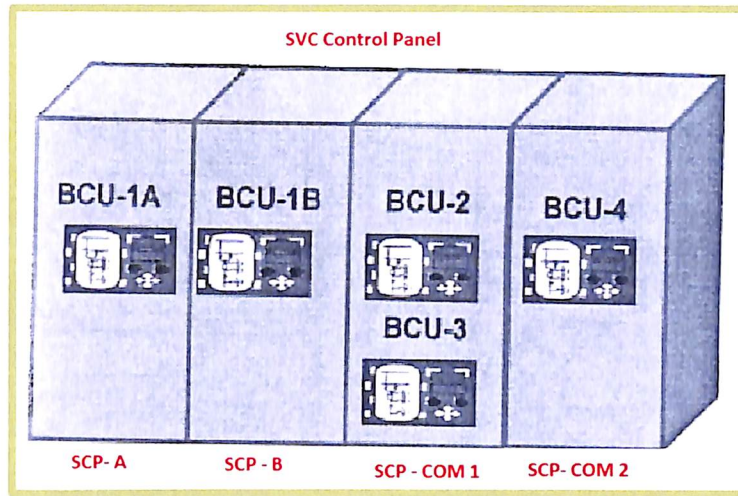 SVC Control Panel
BCU-1A
BCU-1B
BCU-2
BCU-4
BCU-3
SCP- A
SCP - B
SCP - COM 1
SCP- COM 2